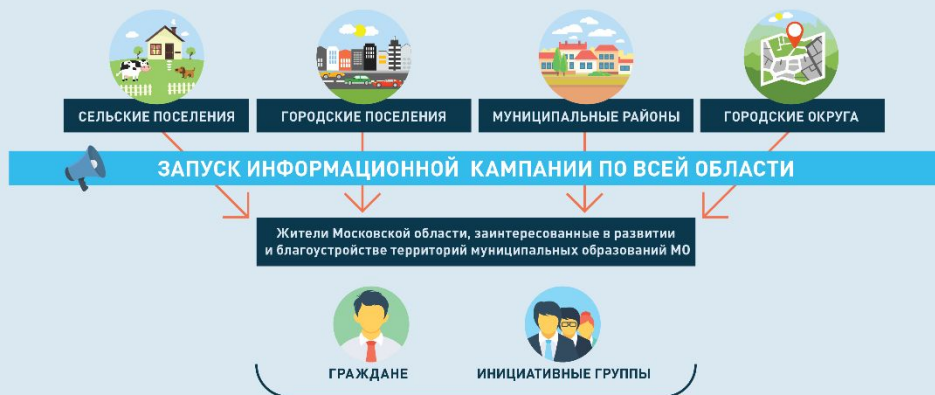 СЕЛЬСКИЕ ПОСЕЛЕНИЯ
ГОРОДСКИЕ ПОСЕЛЕНИЯ
МУНИЦИПАЛЬНЫЕ РАЙОНЫ
ГОРОДСКИЕ ОКРУГА
ЗАПУСК ИНФОРМАЦИОННОЙ КАМПАНИИ ПО ВСЕЙ ОБЛАСТИ
Жители Московской области, заинтересованные в развитии
и благоустройстве территорий муниципальных образований МО
ГРАЖДАНЕ
ИНИЦИАТИВНЫЕ ГРУППЫ